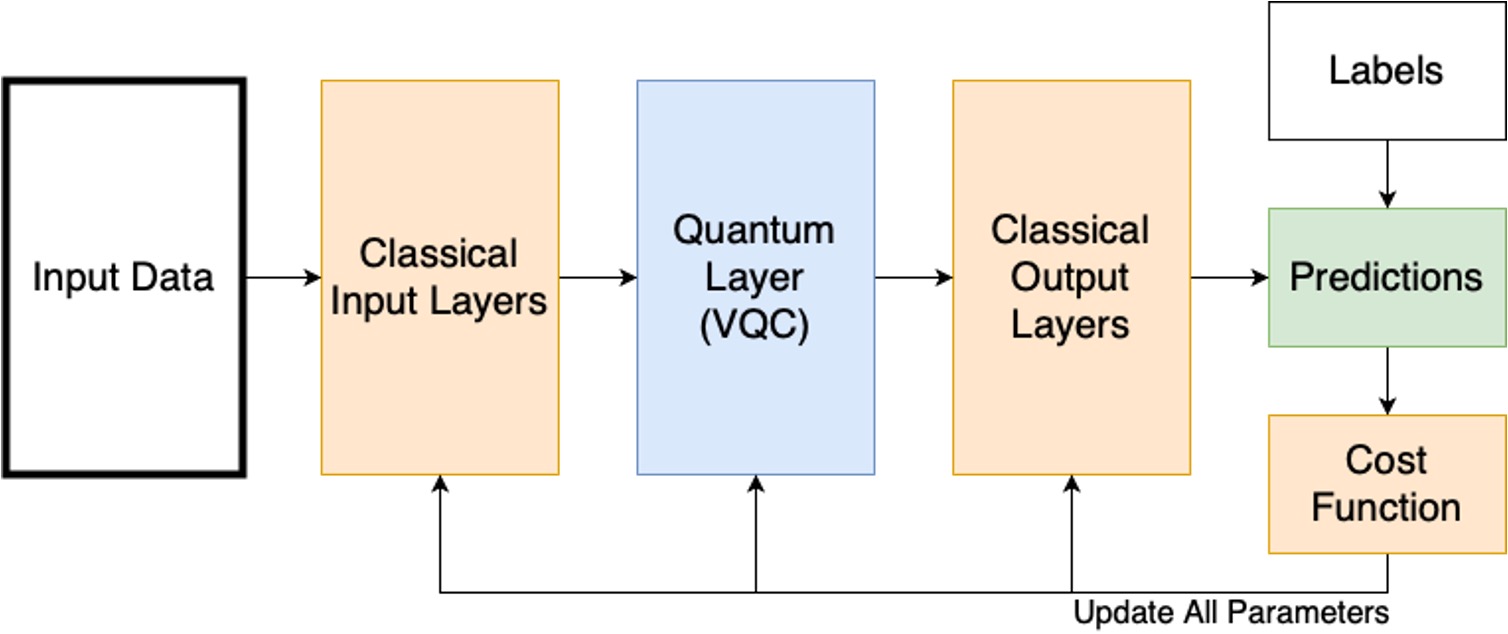 Input Data
Classical
Input Layers
Quantum
Layer
(VQC)
Classical
Output
Layers
Labels
Predictions
Cost
Function
Update All Parameters